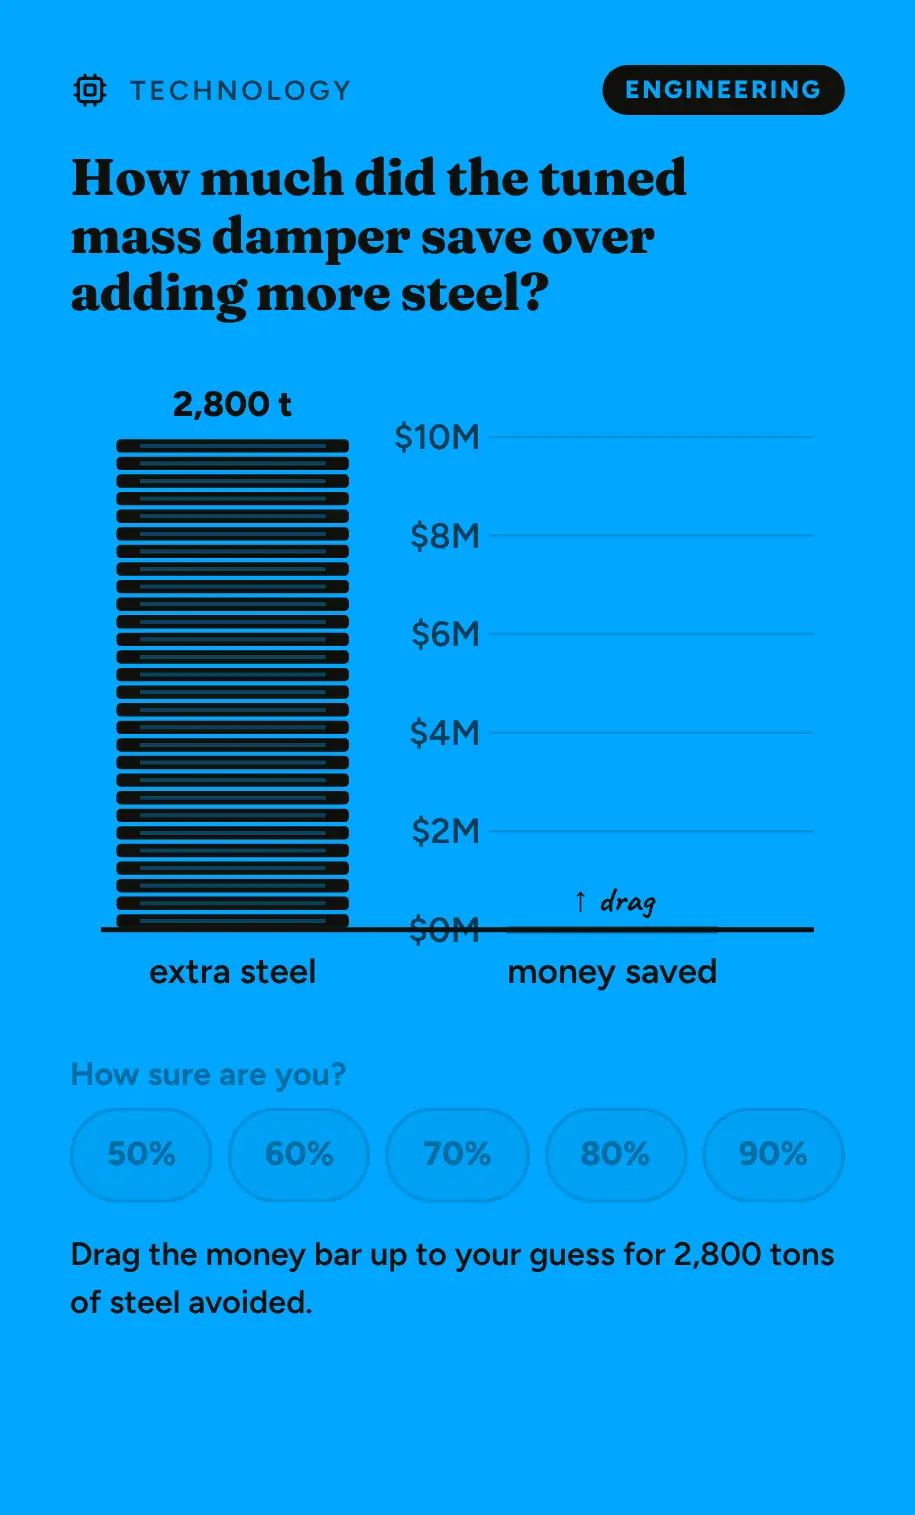 TECHNOLOGY
ENGINEERING
How much did the tuned
mass damper save over
adding more steel?
2,800 t
$10M
$8M
$6M
$4M
$2M
↑ drag
$0M
extra steel
money saved
How sure are you?
50%
60%
70%
80%
90%
Drag the money bar up to your guess for 2,800 tons
of steel avoided.